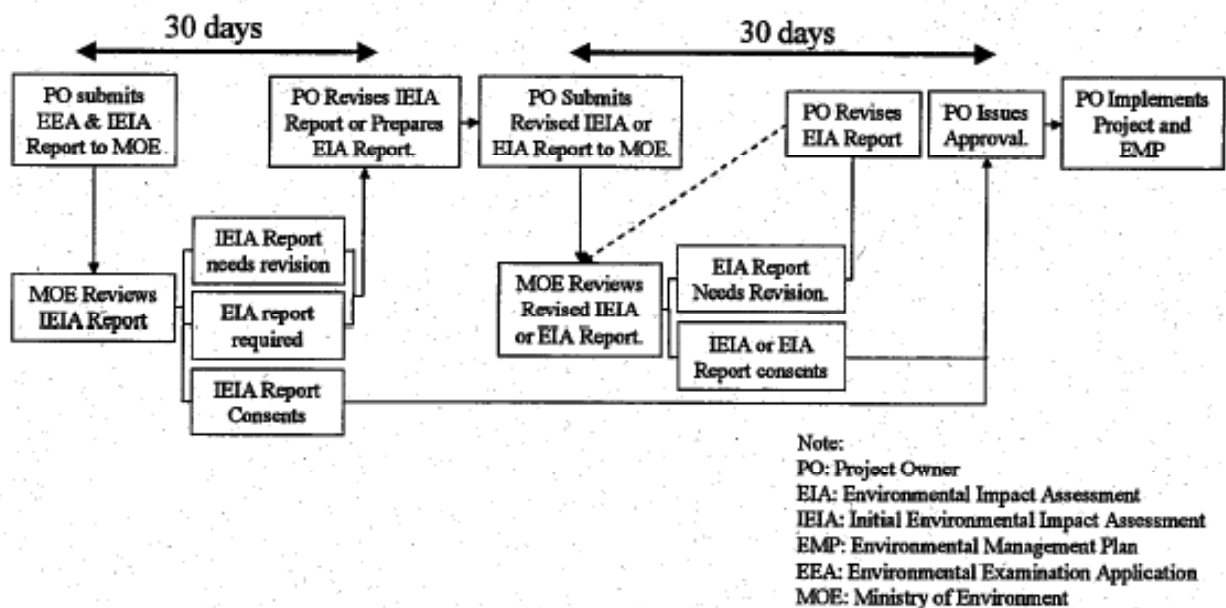 30 days
30 days
PO submits
EEA & IEIA
Report to MOE.
PO Revises IEIA
Report or Prepares
EIA Report.
PO Submits
Revised IEIA or
EIA Report to MOE.
PO Revises
EIA Report
PO Issues
Approval.
PO Implements
Project and
EMP
MOE Reviews
IEIA Report
IEIA Report
needs revision
EIA report
required
IEIA Report
Consents
MOE Reviews
Revised IEIA
or EIA Report.
EIA Report
Needs Revision.
IEIA or EIA
Report consents
Note:
PO: Project Owner
EIA: Environmental Impact Assessment
IEIA: Initial Environmental Impact Assessment
EMP: Environmental Management Plan
EEA: Environmental Examination Application
MOE: Ministry of Environment